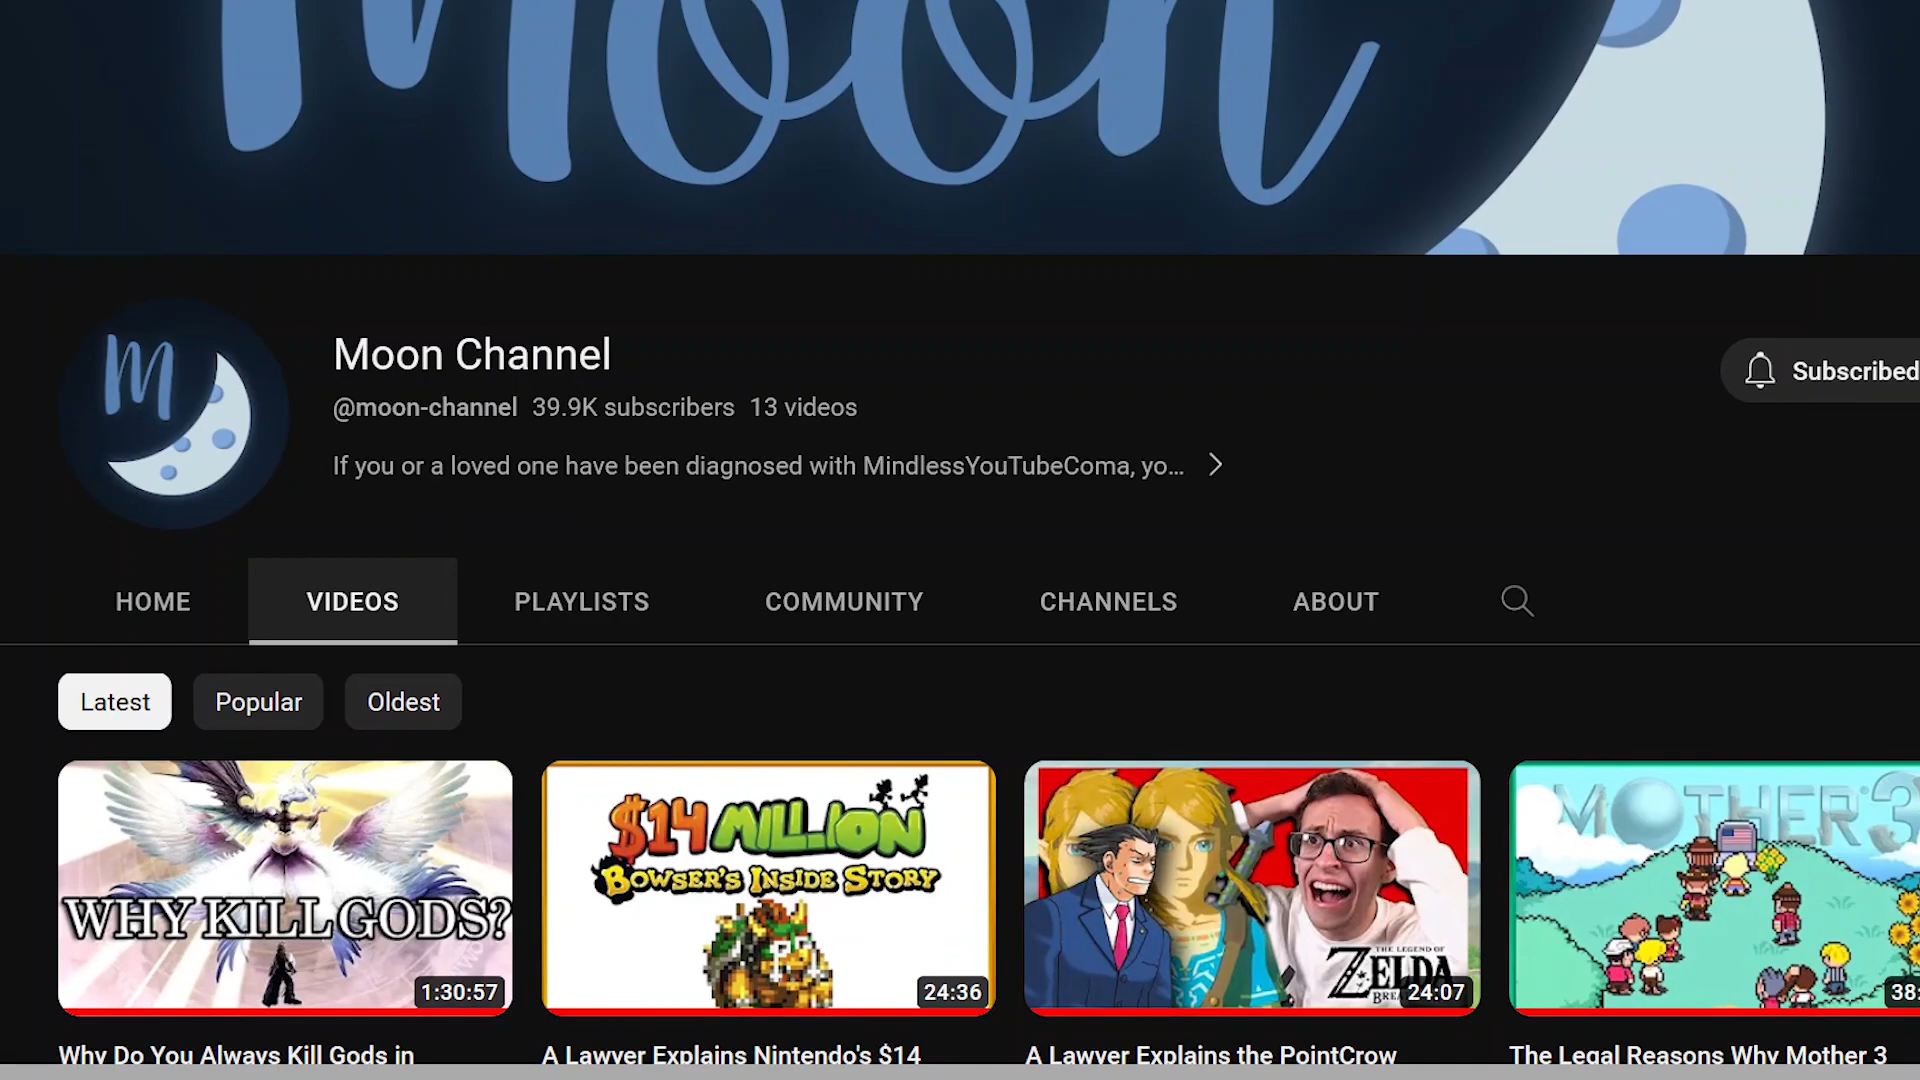 Moon
M
Moon Channel
@moon-channel 39.9K subscribers 13 videos
If you or a loved one have been diagnosed with MindlessYouTubeComa, yo...
Subscribed
HOME VIDEOS PLAYLISTS COMMUNITY CHANNELS ABOUT
Latest Popular Oldest
WHY KILL GODS?
1:30:57
$14 MILLION
BOWSER'S INSIDE STORY
24:36
THE LEGEND OF
ZELDA
24:07
MOTHER 3
38:
Why Do You Always Kill Gods in
A Lawyer Explains Nintendo's $14
A Lawyer Explains the PointCrow
The Legal Reasons Why Mother 3